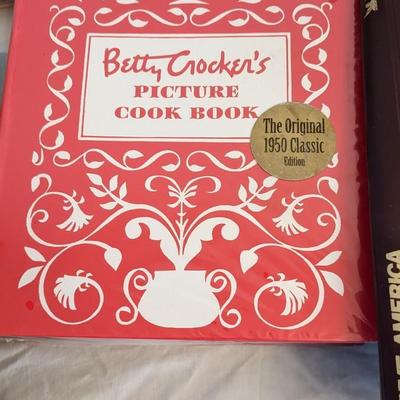 Betty Crocker's
PICTURE
COOK BOOK
The Original
1950 Classic
Edition
AMERICA